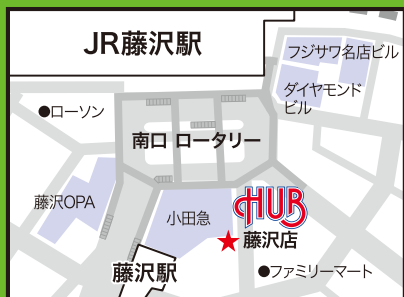 JR藤沢駅
フジサワ名店ビル
ダイヤモンド
ビル
●ローソン
南口 ロータリー
藤沢OPA
小田急
HUB
★藤沢店
藤沢駅
●ファミリーマート